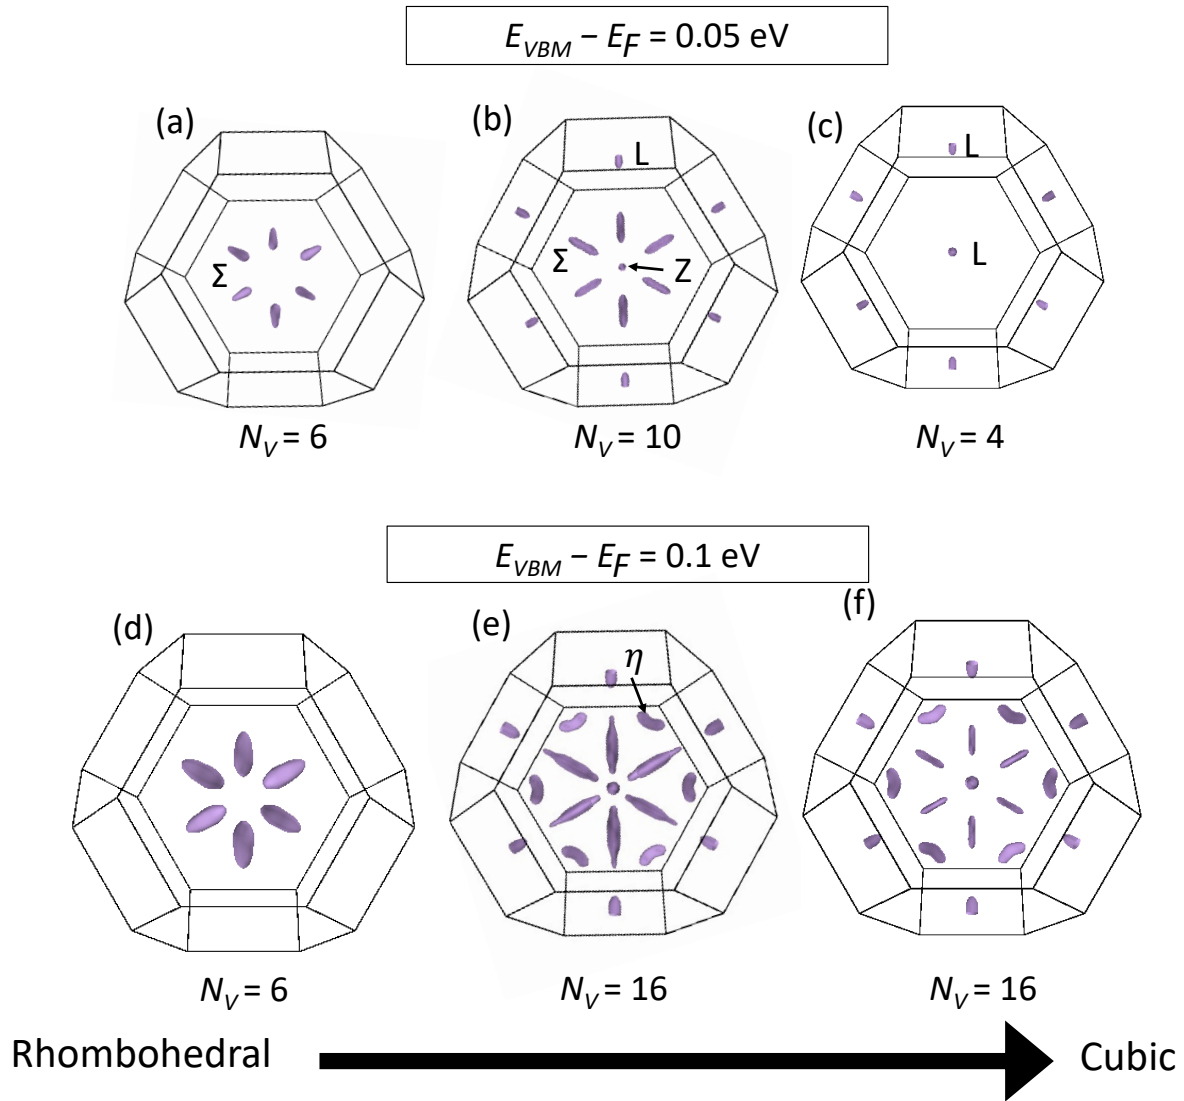 E_VBM − E_F = 0.05 eV
(a)
(b)
(c)
L
L
Σ
Σ
Z
L
N_V = 6
N_V = 10
N_V = 4
E_VBM − E_F = 0.1 eV
(d)
(e)
(f)
η
N_V = 6
N_V = 16
N_V = 16
Rhombohedral
Cubic